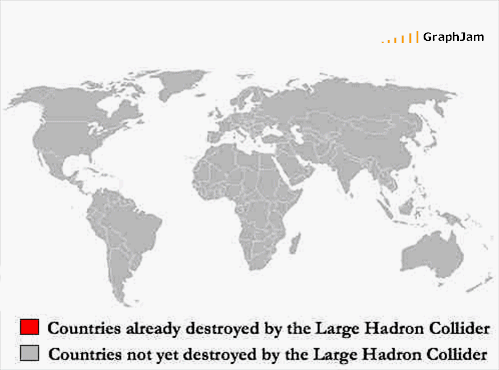 GraphJam
Countries already destroyed by the Large Hadron Collider
Countries not yet destroyed by the Large Hadron Collider